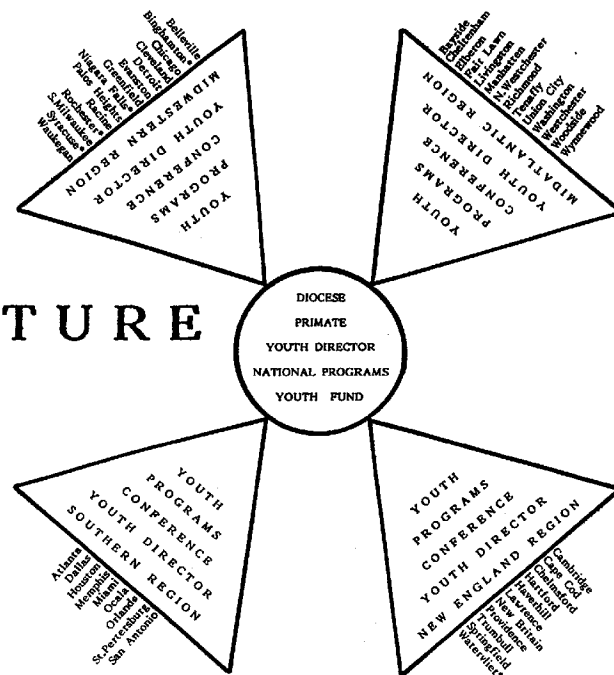 Belleville
Binghamton*
Chicago
Cleveland
Detroit
Evanston
Greenfield
Niagara Falls*
Palos Heights
Racine
Rochester*
S. Milwaukee
Syracuse*
Waukegan
MIDWESTERN REGION
YOUTH DIRECTOR
CONFERENCE
PROGRAMS
YOUTH
Bayside
Cheltenham
Elberon
Fair Lawn
Livingston
Manhatten
N. Westchester
Richmond
Tenafly
Union City
Washington
Westchester
Woodside
Wynnewood
MIDATLANTIC REGION
YOUTH DIRECTOR
CONFERENCE
PROGRAMS
YOUTH
TURE
DIOCESE
PRIMATE
YOUTH DIRECTOR
NATIONAL PROGRAMS
YOUTH FUND
YOUTH
PROGRAMS
CONFERENCE
YOUTH DIRECTOR
SOUTHERN REGION
Atlanta
Dallas
Houston
Memphis
Miami
Ocala
Orlando
St. Pertersburg
San Antonio
YOUTH
PROGRAMS
CONFERENCE
YOUTH DIRECTOR
NEW ENGLAND REGION
Cambridge
Cape Cod
Chelmsford
Hartford
Haverhill
Lawrence
New Britain
Providence
Trumbull
Springfield
Watervliet*